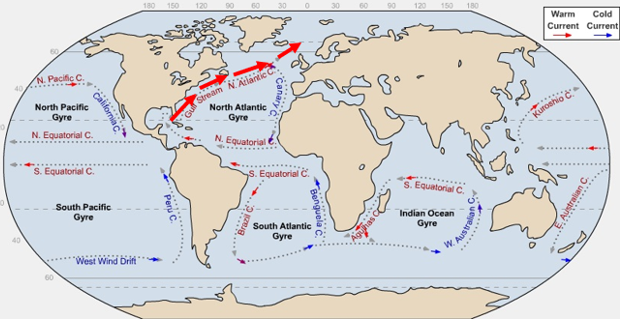 180 150 120 90 60 30 0 30 60 90 120 150 180
Warm Current
Cold Current
60
N. Pacific C.
California C.
40
North Pacific
Gyre
Gulf Stream
N. Atlantic C.
Canary C.
North Atlantic
Gyre
Kuroshio C.
N. Equatorial C.
N. Equatorial
S. Equatorial C.
S. Equatorial C.
S. Equatorial C.
South Pacific
Gyre
Peru C.
Brazil C.
South Atlantic
Gyre
Benguela C.
Agulhas C.
Indian Ocean
Gyre
W. Australian C.
E. Australian C.
40
West Wind Drift
60